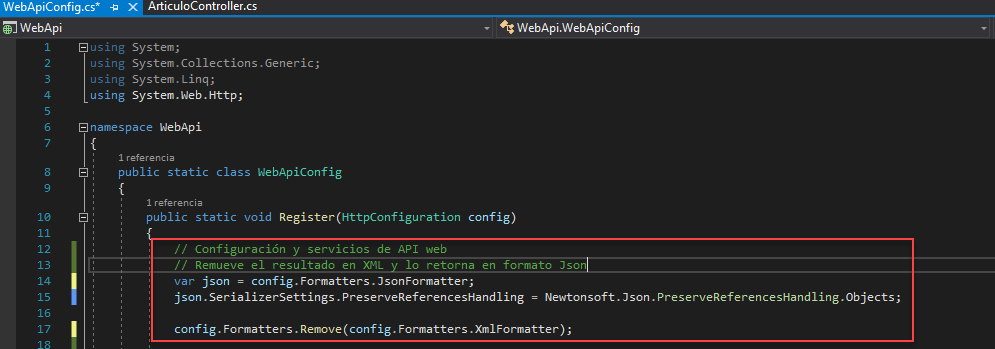 WebApiConfig.cs* ArticuloController.cs
WebApi WebApi.WebApiConfig
1 using System;
2 using System.Collections.Generic;
3 using System.Linq;
4 using System.Web.Http;
5
6 namespace WebApi
7 {
1 referencia
8 public static class WebApiConfig
9 {
1 referencia
10 public static void Register(HttpConfiguration config)
11 {
12 // Configuración y servicios de API web
13 // Remueve el resultado en XML y lo retorna en formato Json
14 var json = config.Formatters.JsonFormatter;
15 json.SerializerSettings.PreserveReferencesHandling = Newtonsoft.Json.PreserveReferencesHandling.Objects;
16
17 config.Formatters.Remove(config.Formatters.XmlFormatter);
18